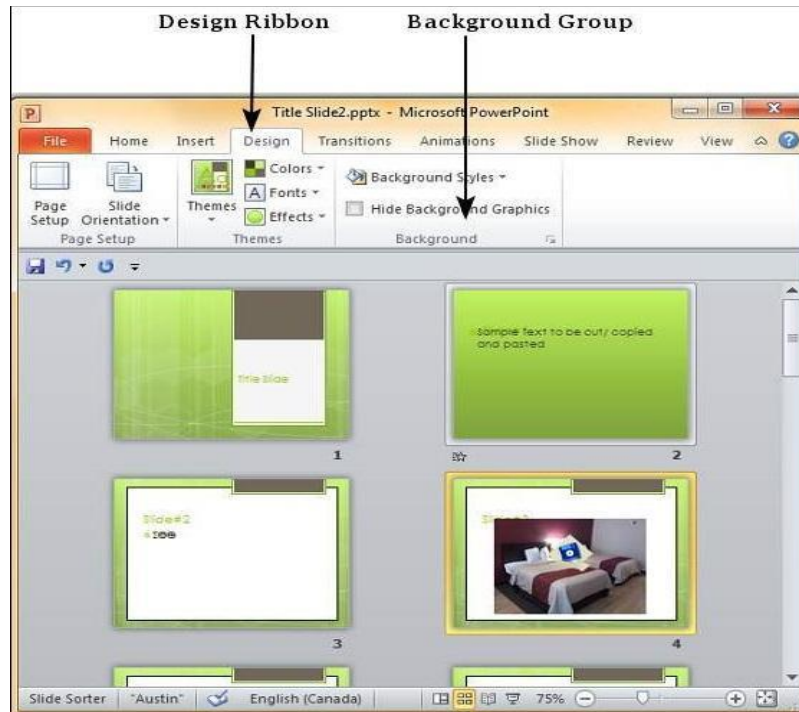 Design Ribbon Background Group
Title Slide2.pptx - Microsoft PowerPoint
File Home Insert Design Transitions Animations Slide Show Review View
Page Setup
Slide Orientation
Themes
Colors
Fonts
Effects
Background Styles
Hide Background Graphics
Page Setup Themes Background
Title Slide
1
Sample Text to be cut/ copied
and pasted
2
Slide#2
3
4
Slide Sorter "Austin" English (Canada) 75%